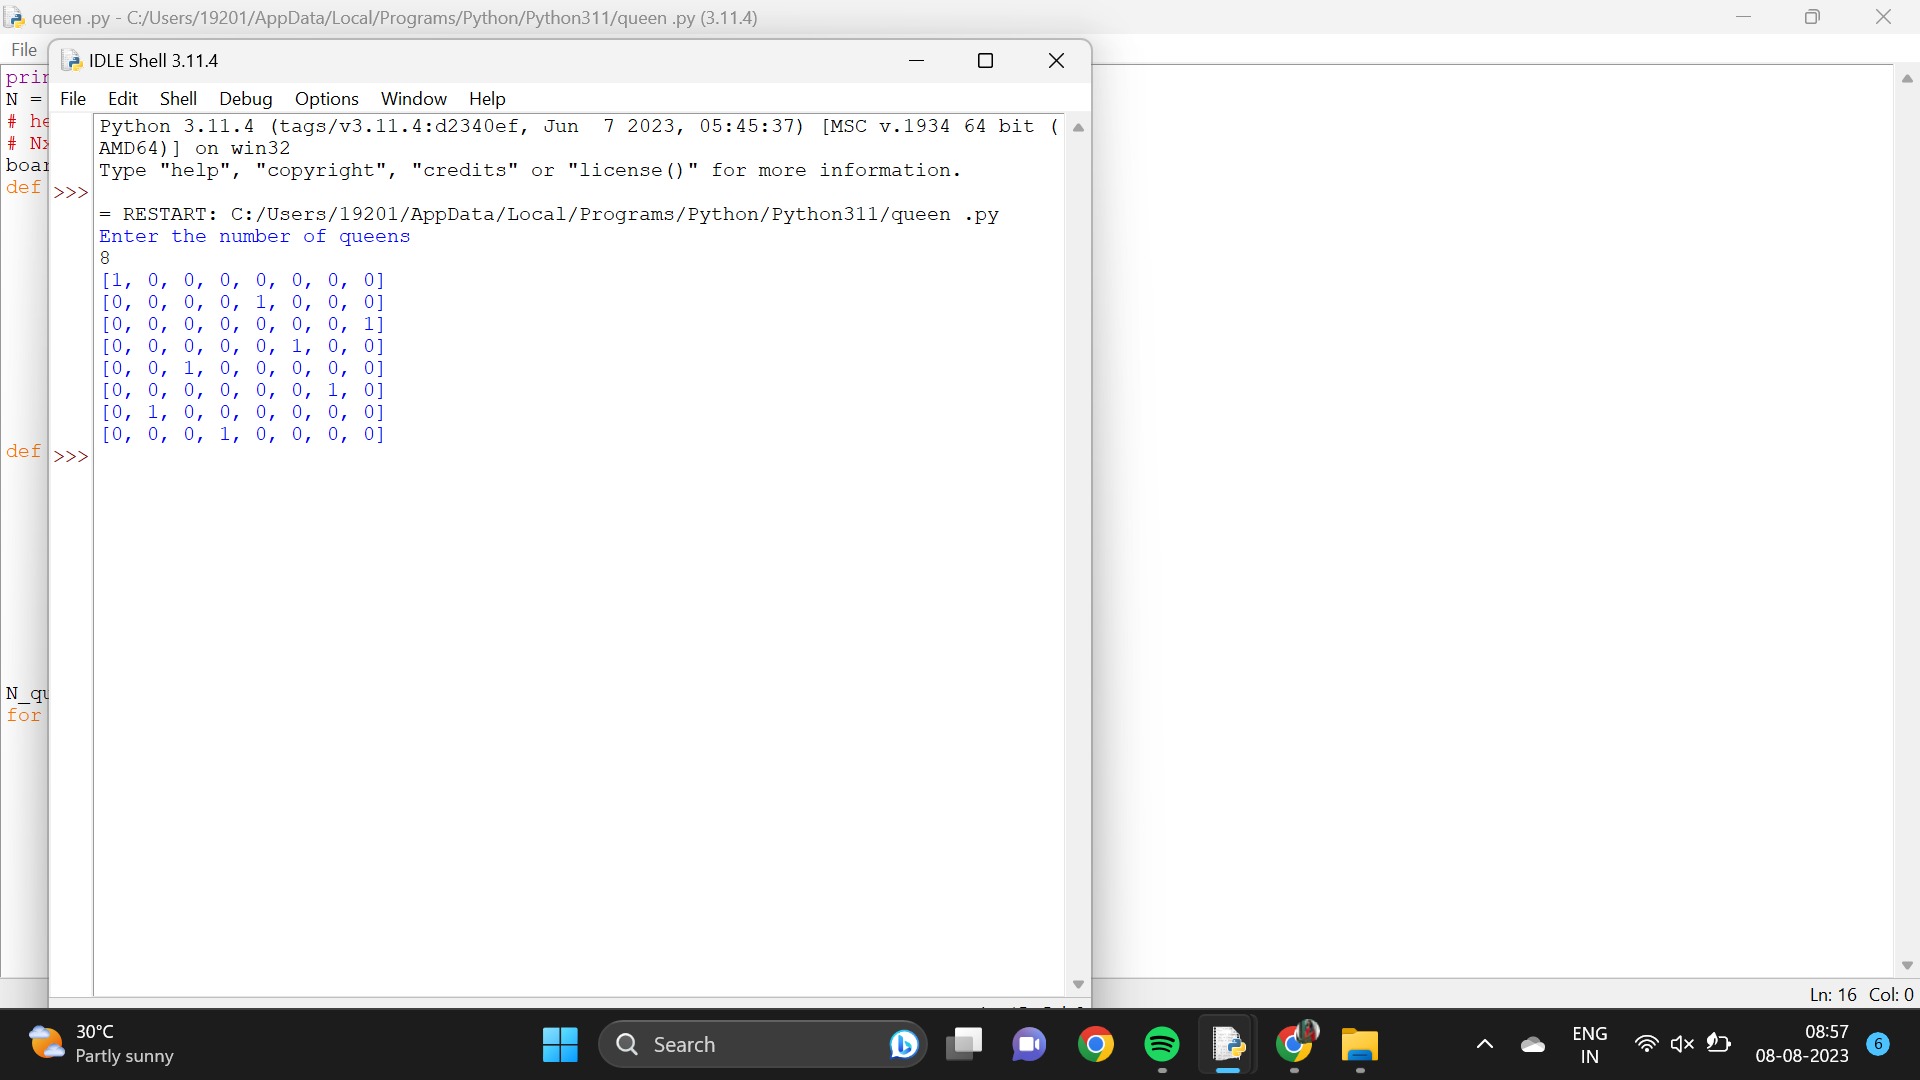 queen .py - C:/Users/19201/AppData/Local/Programs/Python/Python311/queen .py (3.11.4)
File
IDLE Shell 3.11.4
File Edit Shell Debug Options Window Help
N =
#
#
def
def
for
Python 3.11.4 (tags/v3.11.4:d2340ef, Jun  7 2023, 05:45:37) [MSC v.1934 64 bit (
AMD64)] on win32
Type "help", "copyright", "credits" or "license()" for more information.
>>>
= RESTART: C:/Users/19201/AppData/Local/Programs/Python/Python311/queen .py
Enter the number of queens
8
[1, 0, 0, 0, 0, 0, 0, 0]
[0, 0, 0, 0, 1, 0, 0, 0]
[0, 0, 0, 0, 0, 0, 0, 1]
[0, 0, 0, 0, 0, 1, 0, 0]
[0, 0, 1, 0, 0, 0, 0, 0]
[0, 0, 0, 0, 0, 0, 1, 0]
[0, 1, 0, 0, 0, 0, 0, 0]
[0, 0, 0, 1, 0, 0, 0, 0]
>>>
Ln: 16 Col: 0
30°C
Partly sunny
Search
ENG
IN
08:57
08-08-2023
6